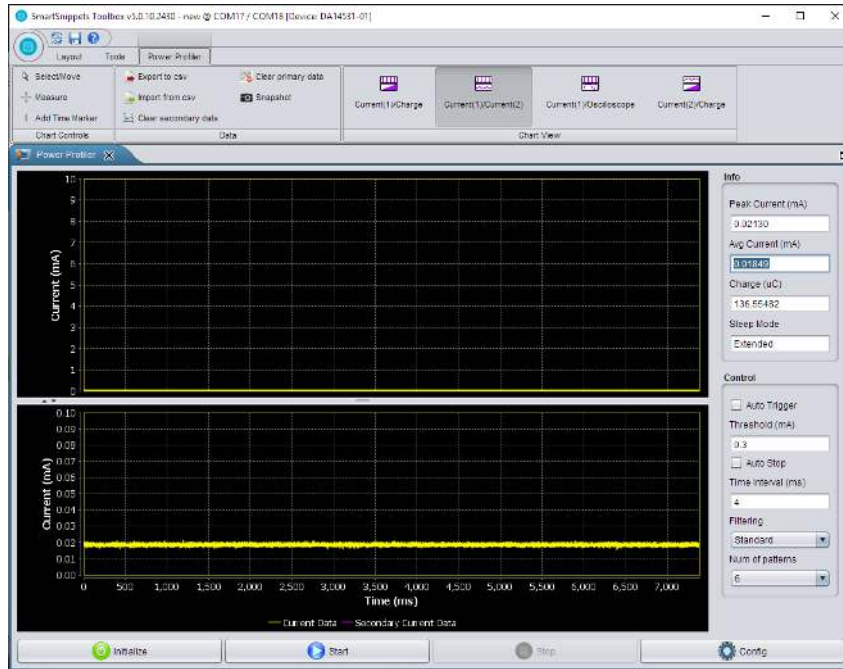 SmartSnippets Toolbox v5.0.10.2430 - new @ COM17 / COM18 [Device: DA14531-01]
Layout Tools Power Profiler
Select/Move Export to csv Clear primary data
Measure Import from csv Snapshot
Add Time Marker Clear secondary data
Current(1)/Charge Current(1)/Current(2) Current(1)/Oscilloscope Current(2)/Charge
Chart Controls Data Chart View
Power Profiler
10
9
8
7
6
5
4
3
2
1
0
Current (mA)
0.10
0.09
0.08
0.07
0.06
0.05
0.04
0.03
0.02
0.01
0.00
Current (mA)
0 500 1,000 1,500 2,000 2,500 3,000 3,500 4,000 4,500 5,000 5,500 6,000 6,500 7,000
Time (ms)
Current Data Secondary Current Data
Info
Peak Current (mA)
0.02130
Avg Current (mA)
0.01849
Charge (uC)
136.55482
Sleep Mode
Extended
Control
Auto Trigger
Threshold (mA)
0.3
Auto Stop
Time Interval (ms)
4
Filtering
Standard
Num of patterns
6
Initialize Start Stop Config